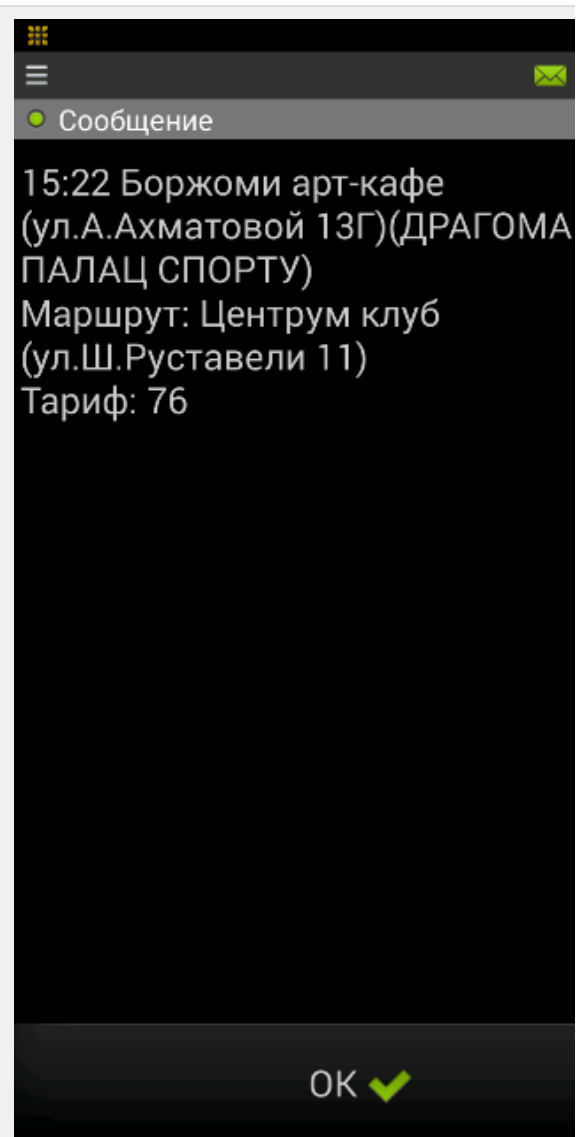 Сообщение
15:22 Боржоми арт-кафе
(ул.А.Ахматовой 13Г)(ДРАГОМА
ПАЛАЦ СПОРТУ)
Маршрут: Центрум клуб
(ул.Ш.Руставели 11)
Тариф: 76
ОК